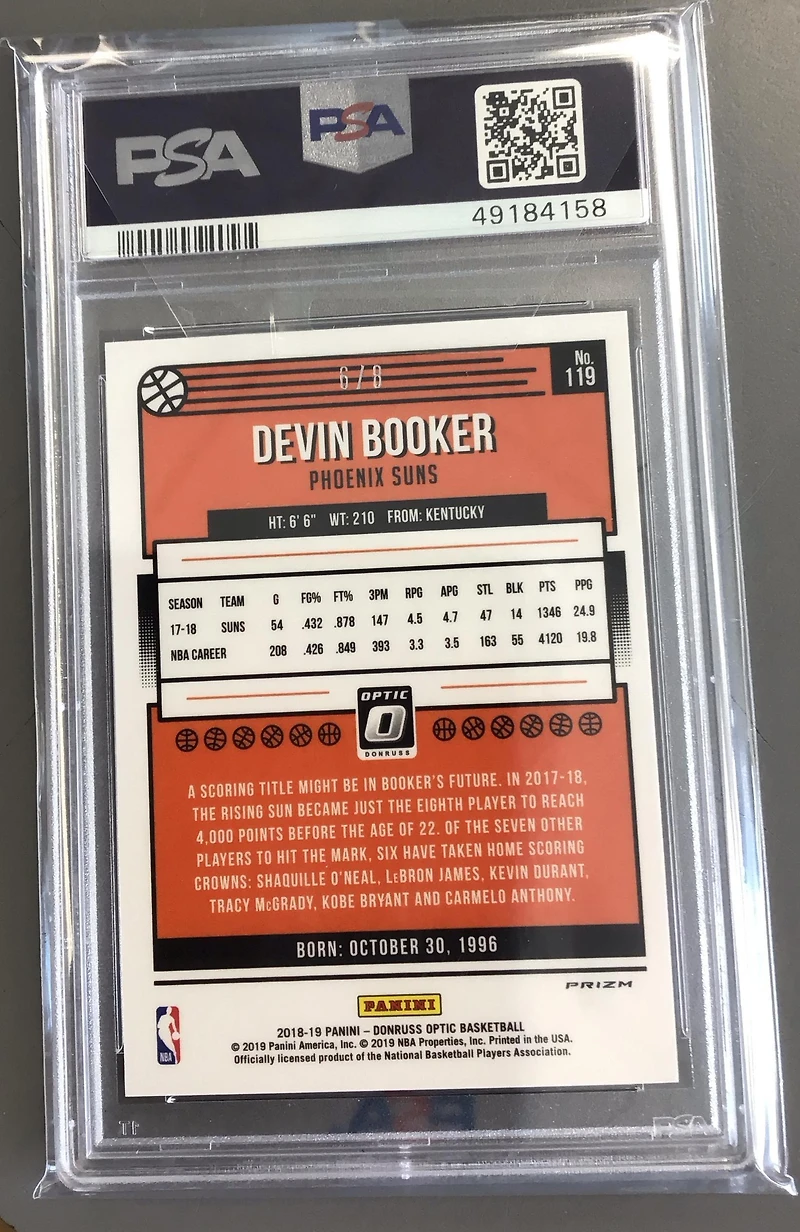 PSA
PSA
49184158
6/8
No.
119
DEVIN BOOKER
PHOENIX SUNS
HT: 6' 6" WT: 210 FROM: KENTUCKY
SEASON TEAM G FG% FT% 3PM RPG APG STL BLK PTS PPG
17-18 SUNS 54 .432 .878 147 4.5 4.7 47 14 1346 24.9
NBA CAREER 208 .426 .849 393 3.3 3.5 163 55 4120 19.8
OPTIC
O
DONRUSS
A SCORING TITLE MIGHT BE IN BOOKER'S FUTURE. IN 2017-18,
THE RISING SUN BECAME JUST THE EIGHTH PLAYER TO REACH
4,000 POINTS BEFORE THE AGE OF 22. OF THE SEVEN OTHER
PLAYERS TO HIT THE MARK, SIX HAVE TAKEN HOME SCORING
CROWNS: SHAQUILLE O'NEAL, LeBRON JAMES, KEVIN DURANT,
TRACY McGRADY, KOBE BRYANT AND CARMELO ANTHONY.
BORN: OCTOBER 30, 1996
PRIZM
PANINI
NBA
2018-19 PANINI – DONRUSS OPTIC BASKETBALL
© 2019 Panini America, Inc. © 2019 NBA Properties, Inc. Printed in the USA.
Officially licensed product of the National Basketball Players Association.
PSA